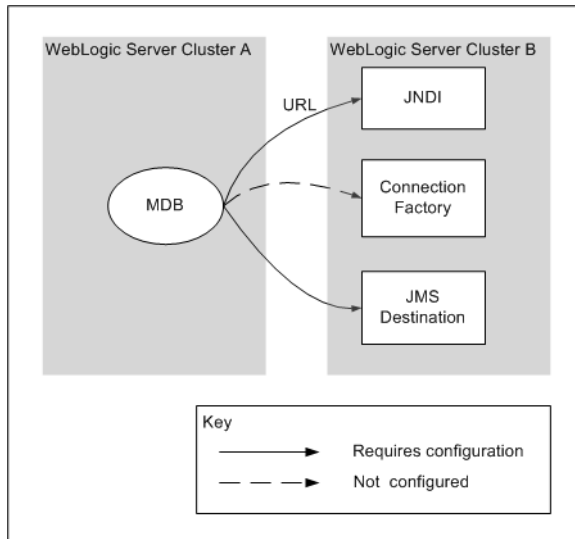 WebLogic Server Cluster A
WebLogic Server Cluster B
URL
JNDI
MDB
Connection
Factory
JMS
Destination
Key
Requires configuration
Not configured